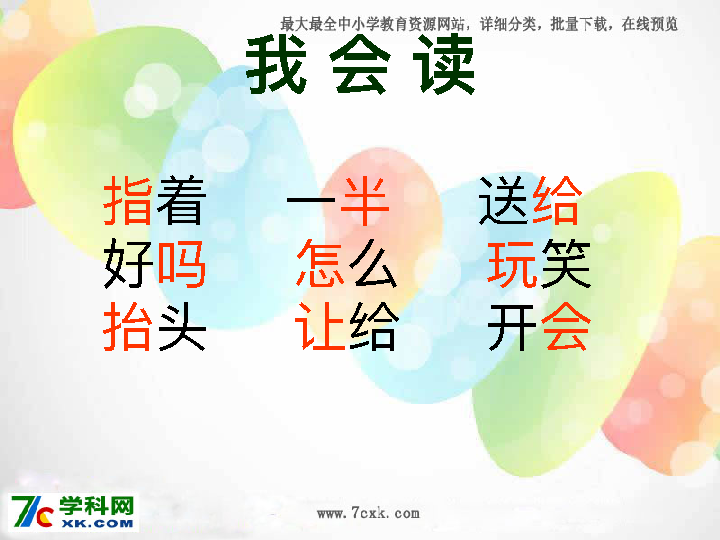 最大最全中小学教育资源网站，详细分类，批量下载，在线预览
我会读
指着 一半 送给
好吗 怎么 玩笑
抬头 让给 开会
7C学科网
XK.COM
www.7cxk.com